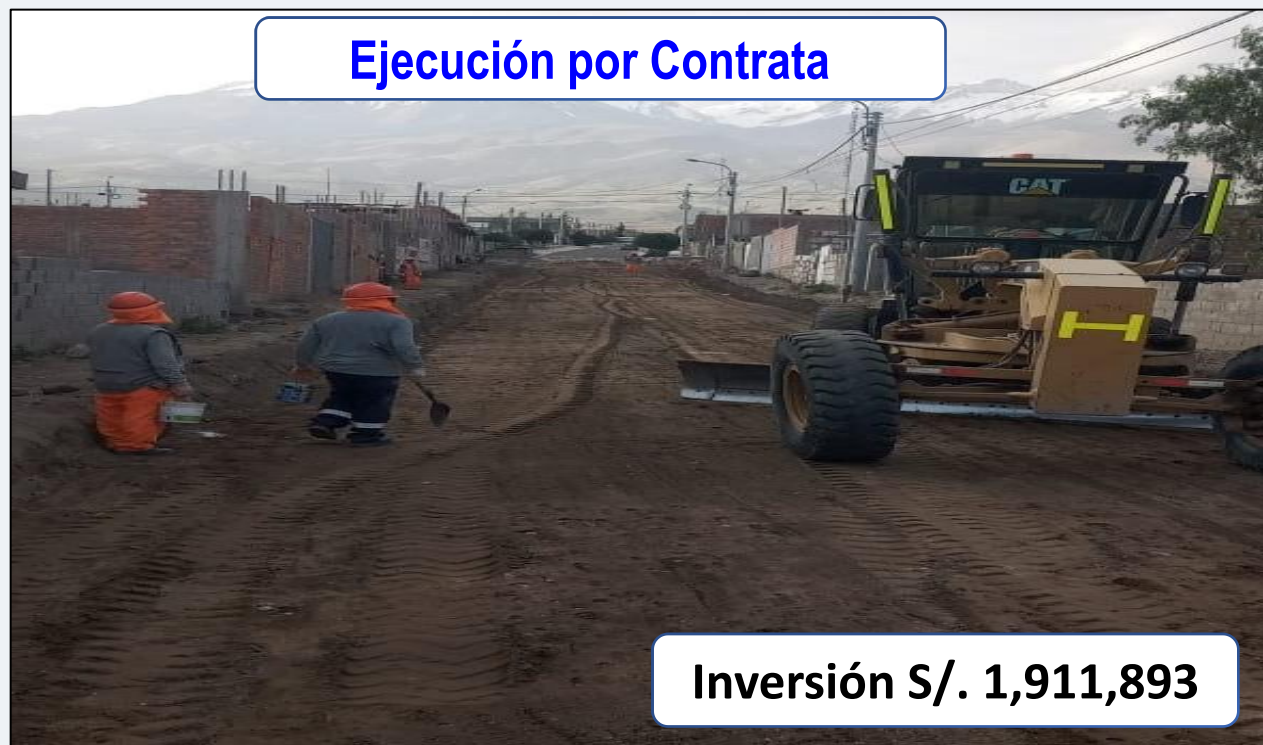 Ejecución por Contrata
CAT
Inversión S/. 1,911,893